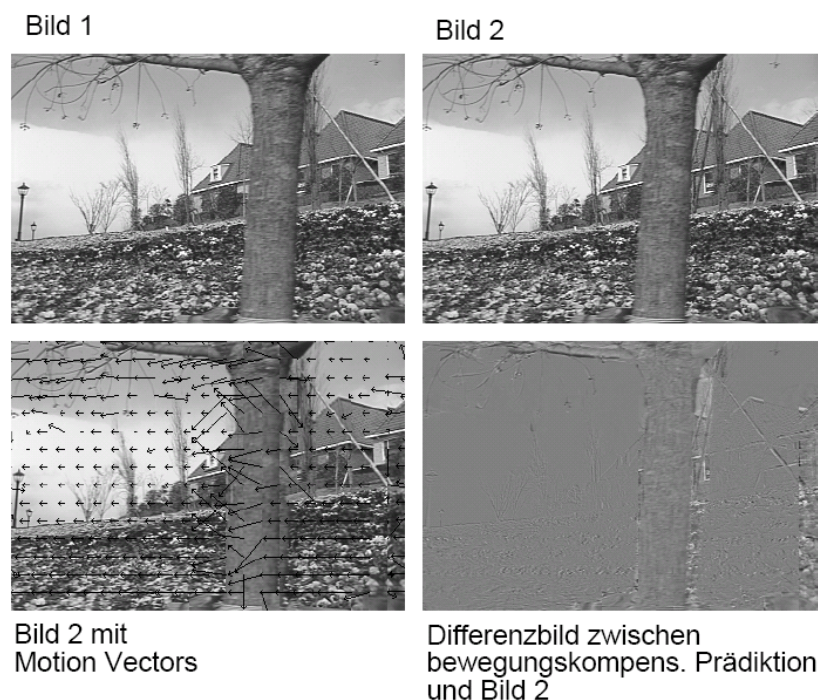 Bild 1
Bild 2
Bild 2 mit
Motion Vectors
Differenzbild zwischen
bewegungskompens. Prädiktion
und Bild 2